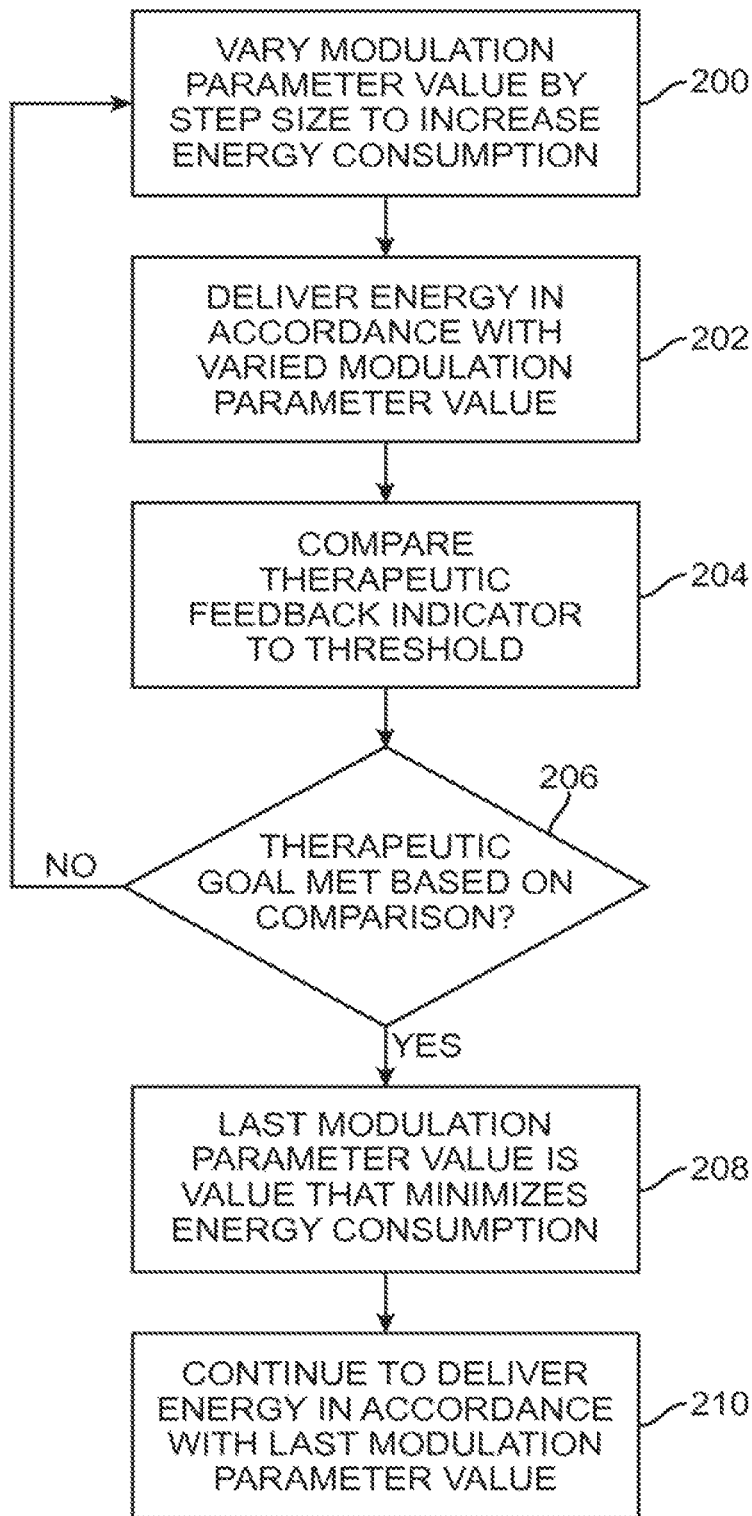 VARY MODULATION
PARAMETER VALUE BY
STEP SIZE TO INCREASE
ENERGY CONSUMPTION
200
DELIVER ENERGY IN
ACCORDANCE WITH
VARIED MODULATION
PARAMETER VALUE
202
COMPARE
THERAPEUTIC
FEEDBACK INDICATOR
TO THRESHOLD
204
206
THERAPEUTIC
GOAL MET BASED ON
COMPARISON?
NO
YES
LAST MODULATION
PARAMETER VALUE IS
VALUE THAT MINIMIZES
ENERGY CONSUMPTION
208
CONTINUE TO DELIVER
ENERGY IN ACCORDANCE
WITH LAST MODULATION
PARAMETER VALUE
210